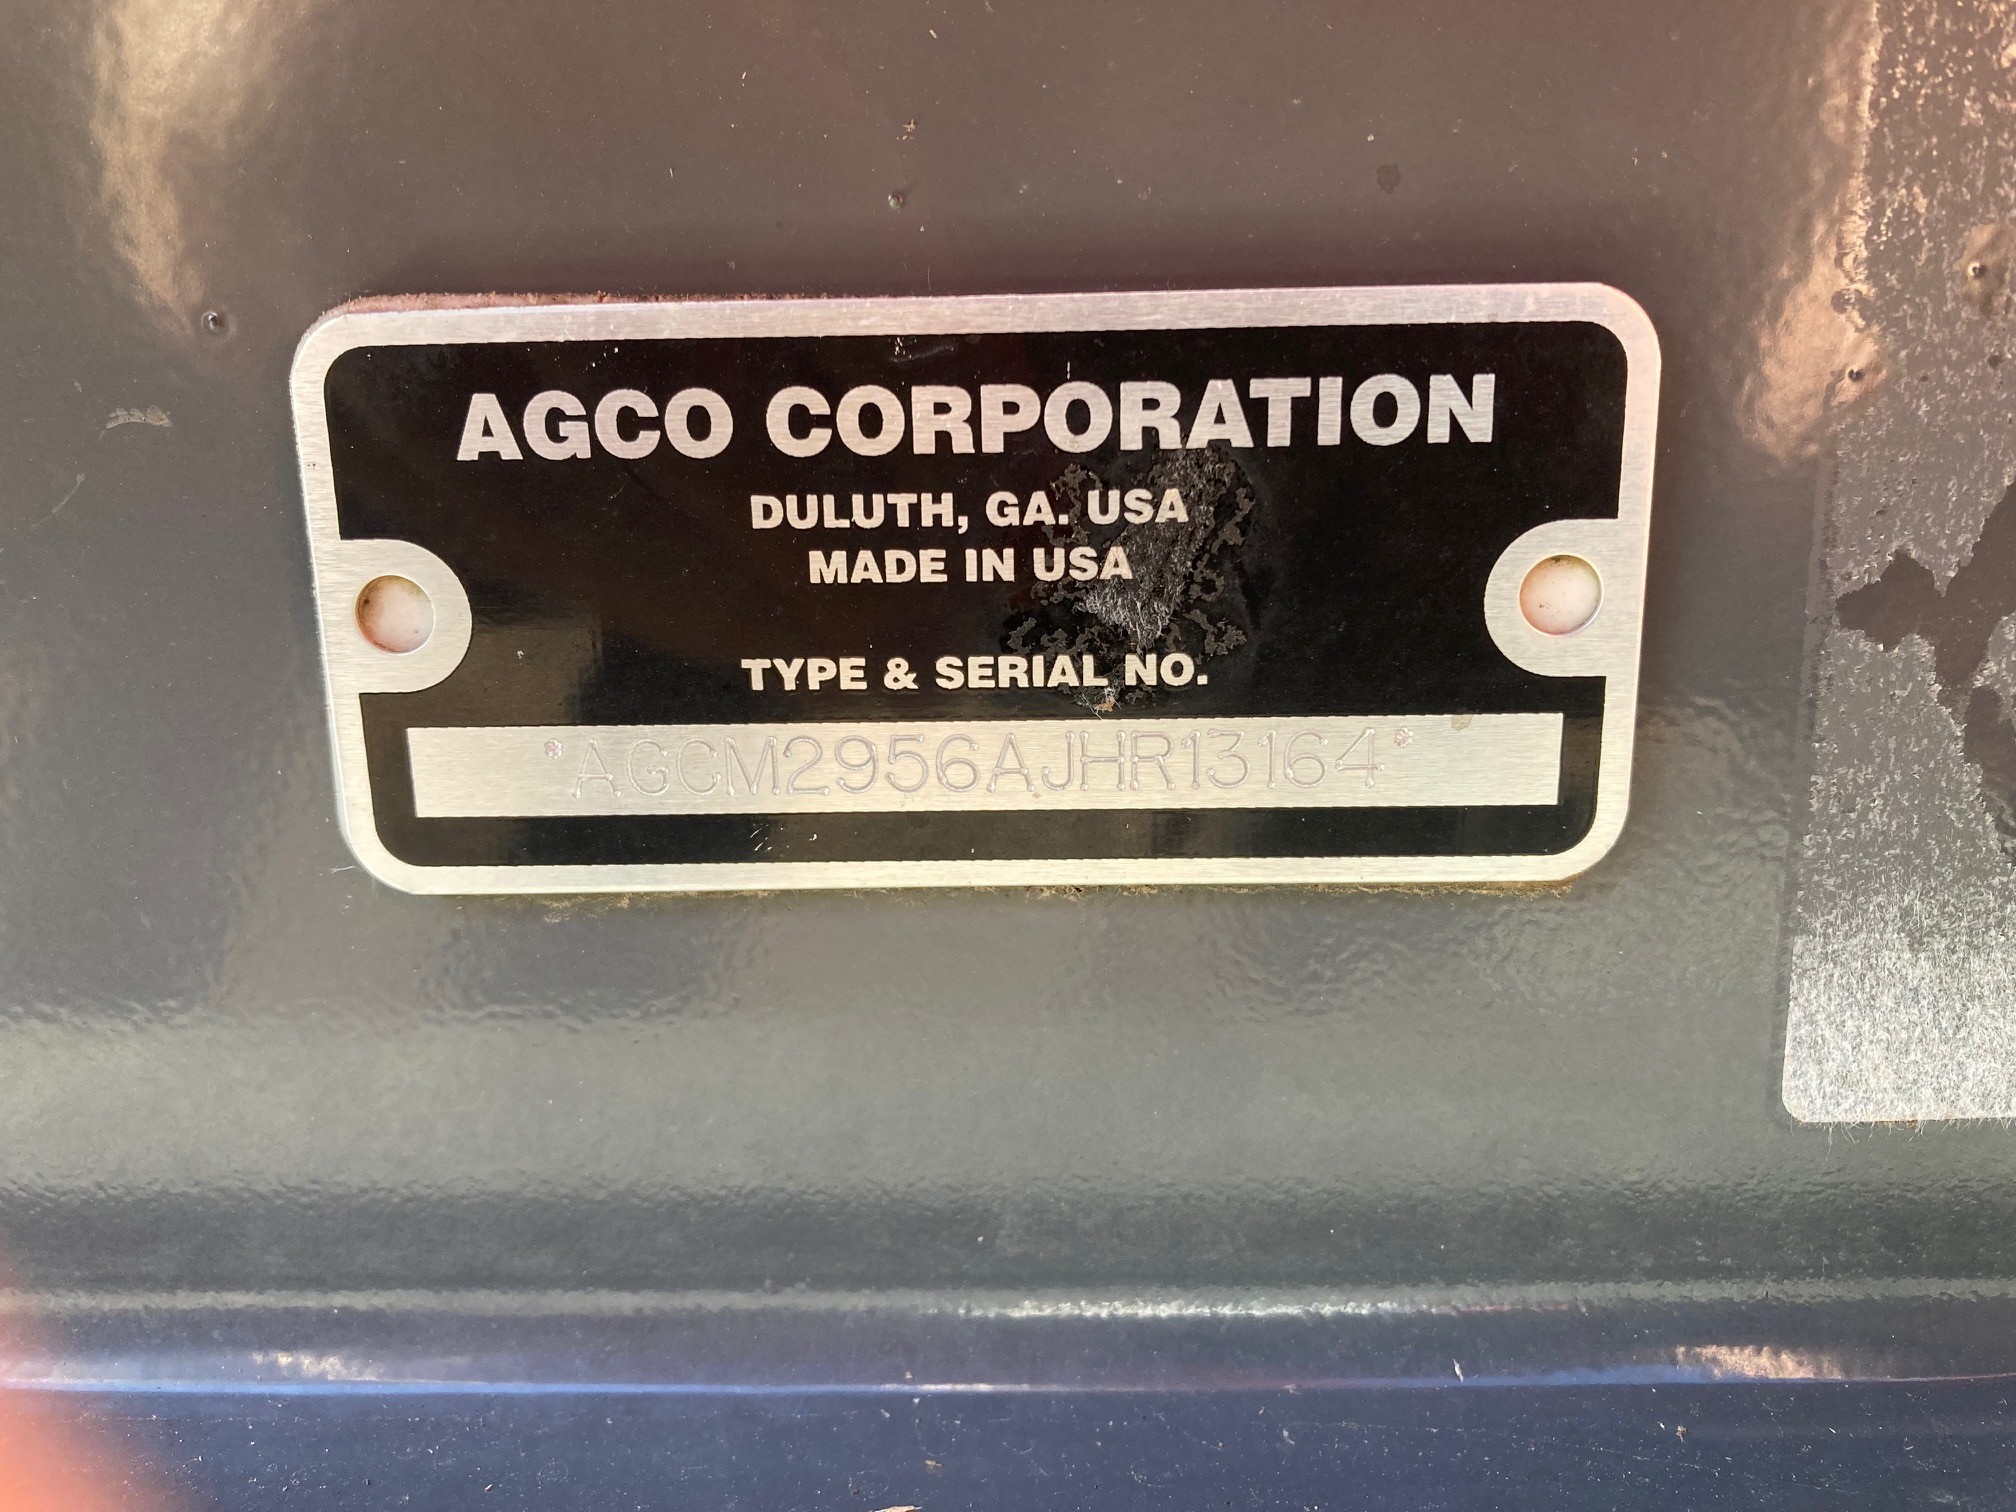 AGCO CORPORATION
DULUTH, GA. USA
MADE IN USA
TYPE & SERIAL NO.
*AGCM2956AJHR13164*